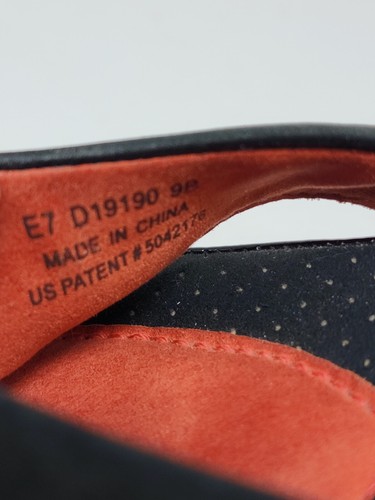 E7 D19190 9B
MADE IN CHINA
US PATENT # 5042176